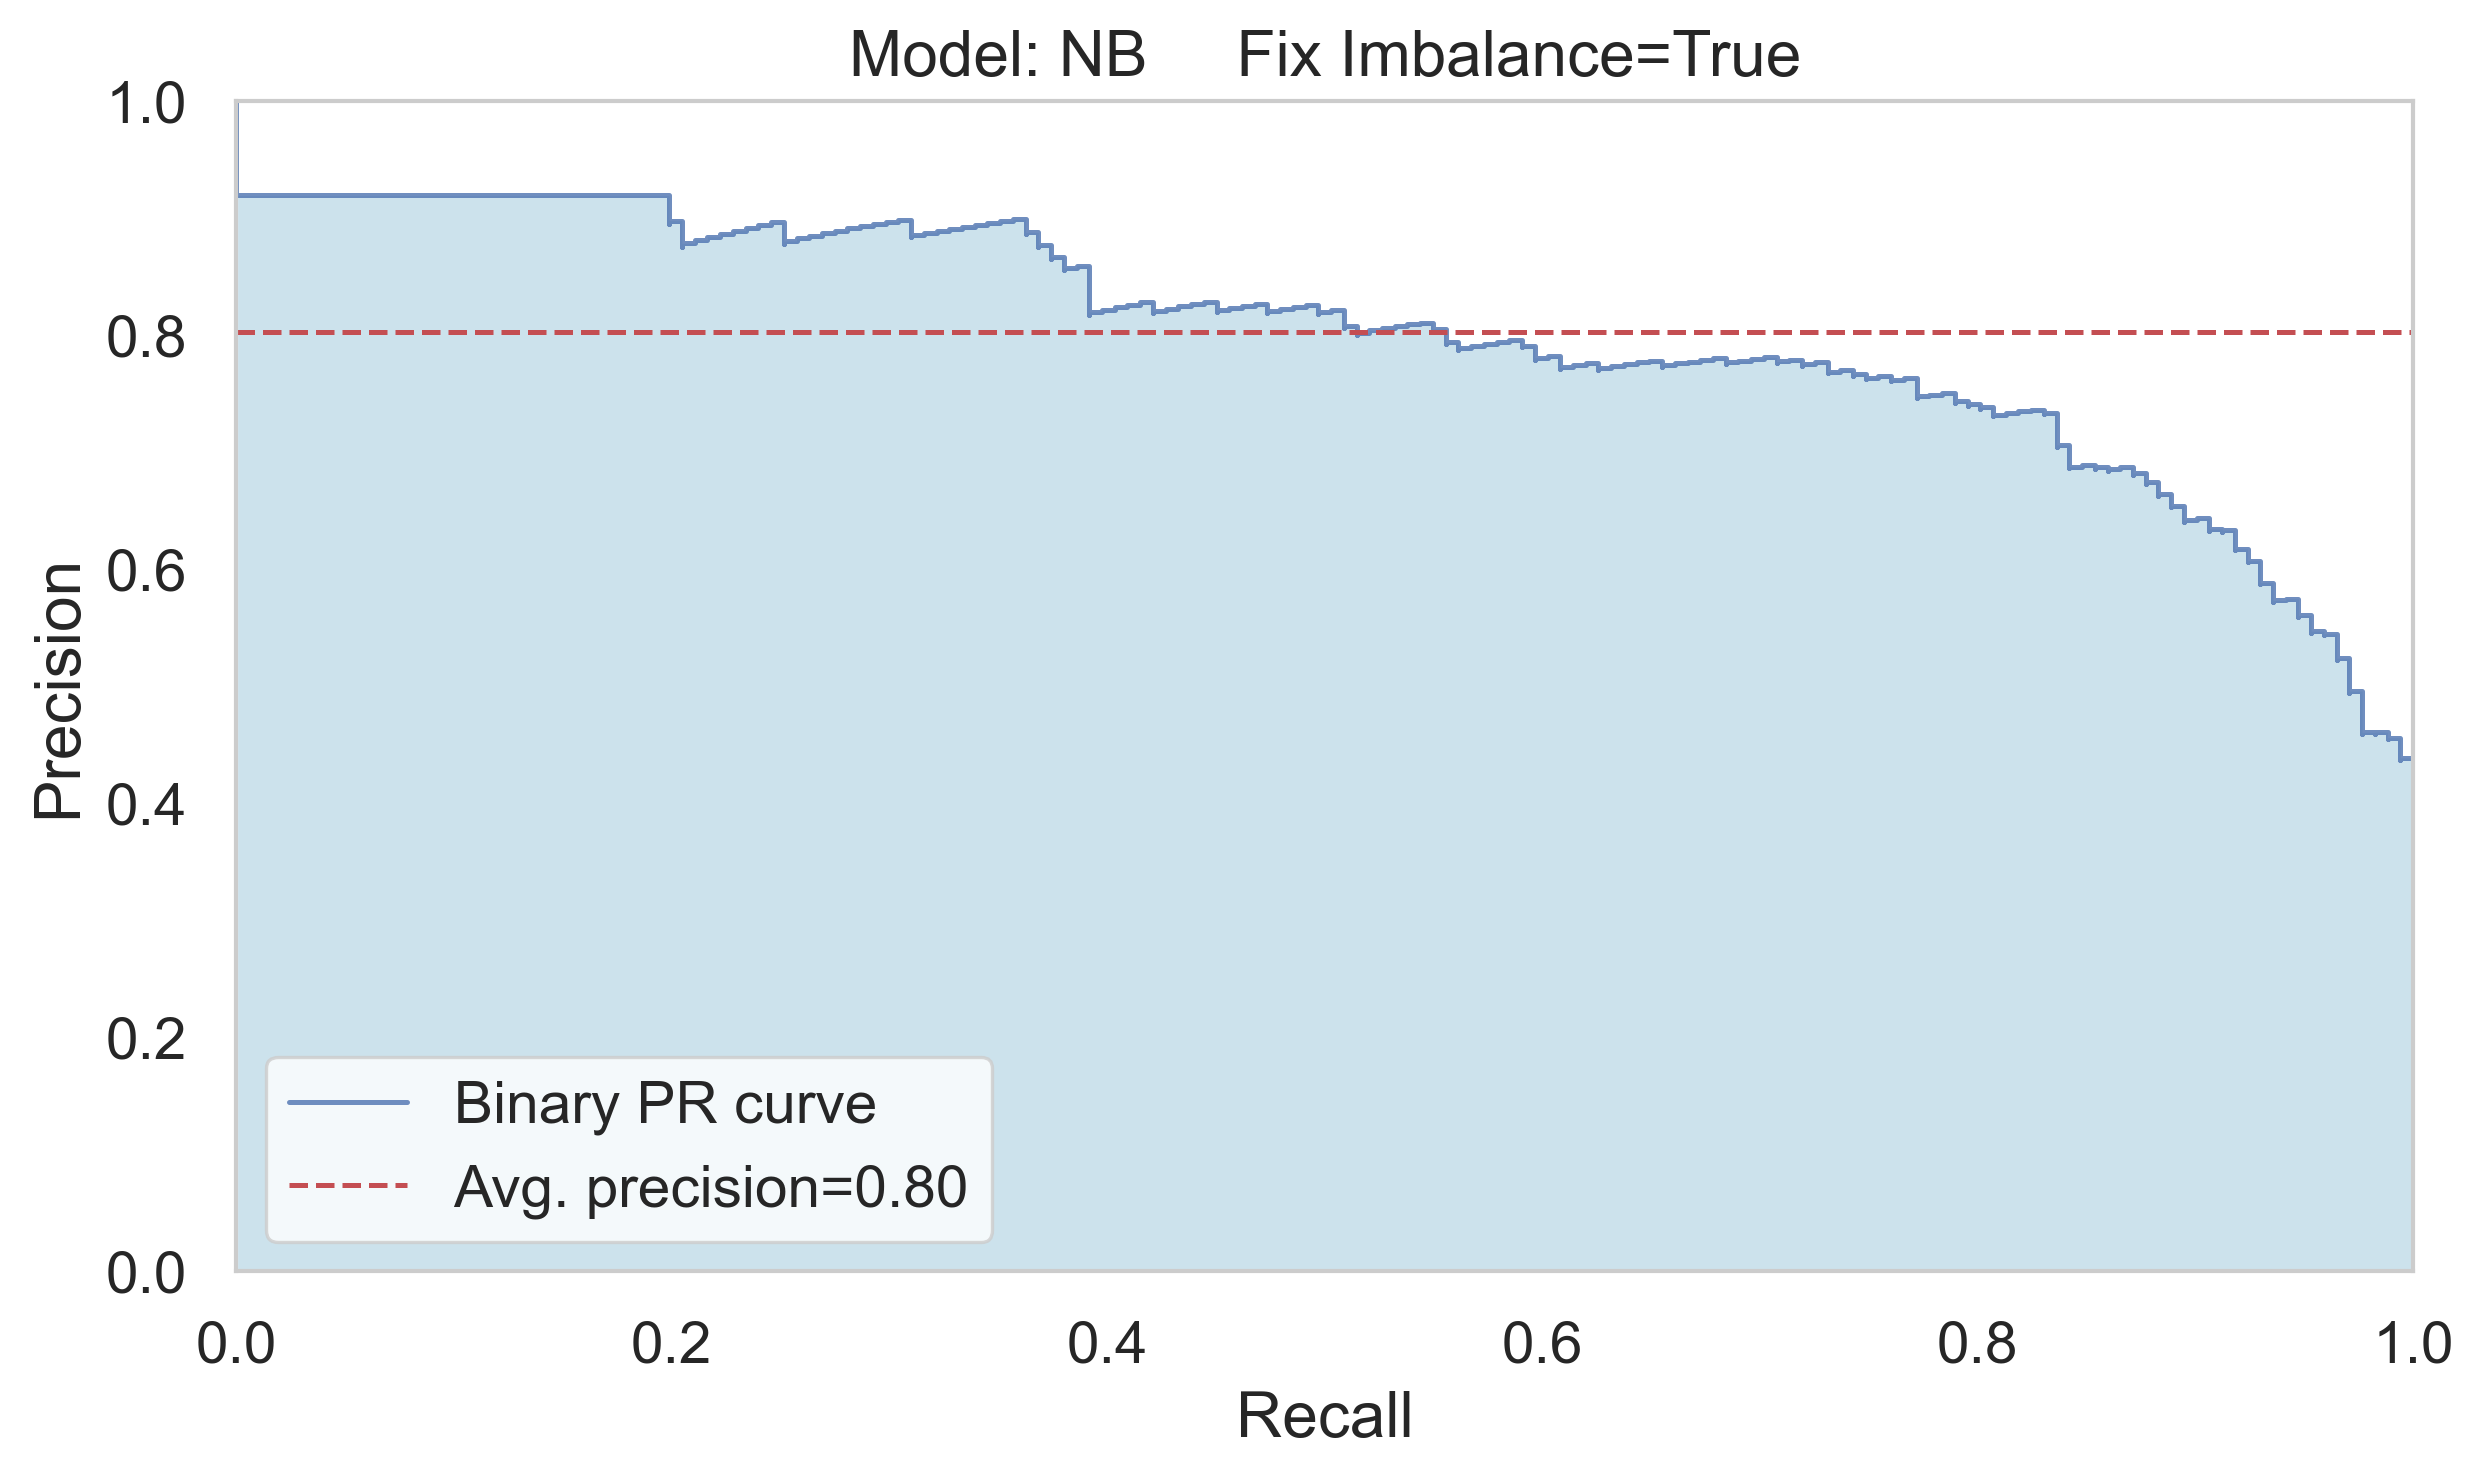 Model: NB Fix Imbalance=True
1.0
0.8
0.6
0.4
0.2
0.0
Precision
Binary PR curve
Avg. precision=0.80
0.0 0.2 0.4 0.6 0.8 1.0
Recall